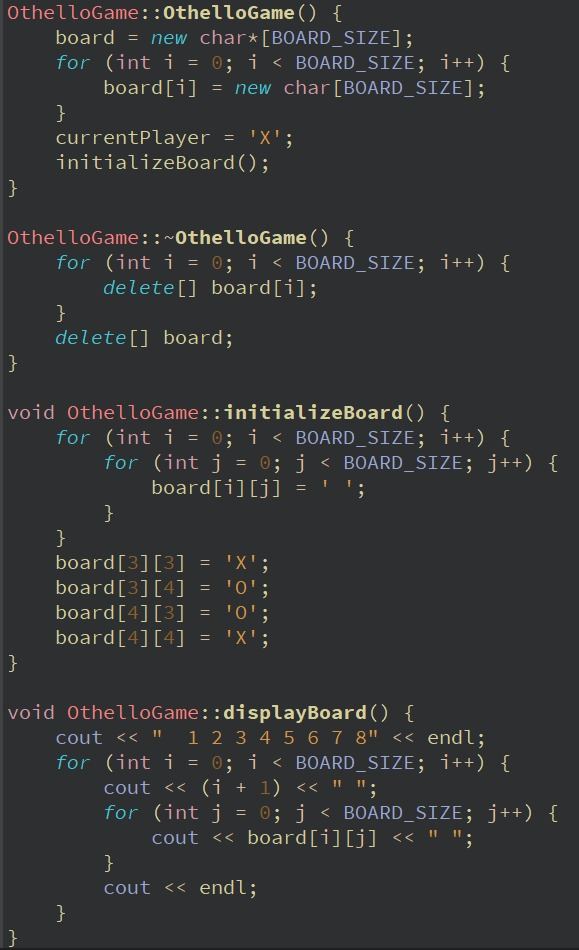 OthelloGame::OthelloGame() {
    board = new char*[BOARD_SIZE];
    for (int i = 0; i < BOARD_SIZE; i++) {
        board[i] = new char[BOARD_SIZE];
    }
    currentPlayer = 'X';
    initializeBoard();
}

OthelloGame::~OthelloGame() {
    for (int i = 0; i < BOARD_SIZE; i++) {
        delete[] board[i];
    }
    delete[] board;
}

void OthelloGame::initializeBoard() {
    for (int i = 0; i < BOARD_SIZE; i++) {
        for (int j = 0; j < BOARD_SIZE; j++) {
            board[i][j] = ' ';
        }
    }
    board[3][3] = 'X';
    board[3][4] = 'O';
    board[4][3] = 'O';
    board[4][4] = 'X';
}

void OthelloGame::displayBoard() {
    cout << "  1 2 3 4 5 6 7 8" << endl;
    for (int i = 0; i < BOARD_SIZE; i++) {
        cout << (i + 1) << " ";
        for (int j = 0; j < BOARD_SIZE; j++) {
            cout << board[i][j] << " ";
        }
        cout << endl;
    }
}